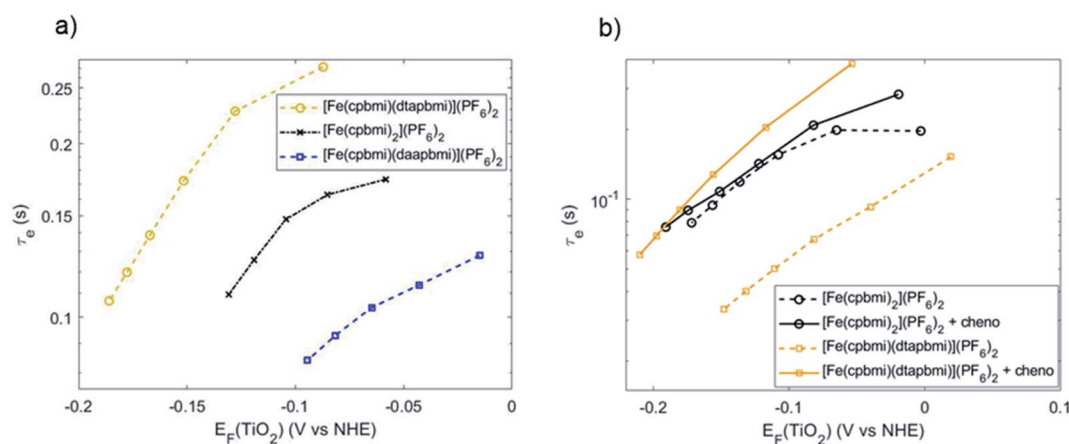 a)
0.25
0.2
0.15
0.1
τe (s)
[Fe(cpbmi)(dtapbmi)](PF6)2
[Fe(cpbmi)2](PF6)2
[Fe(cpbmi)(daapbmi)](PF6)2
-0.2 -0.15 -0.1 -0.05 0
EF(TiO2) (V vs NHE)
b)
10-1
τe (s)
[Fe(cpbmi)2](PF6)2
[Fe(cpbmi)2](PF6)2 + cheno
[Fe(cpbmi)(dtapbmi)](PF6)2
[Fe(cpbmi)(dtapbmi)](PF6)2 + cheno
-0.2 -0.1 0 0.1
EF(TiO2) (V vs NHE)